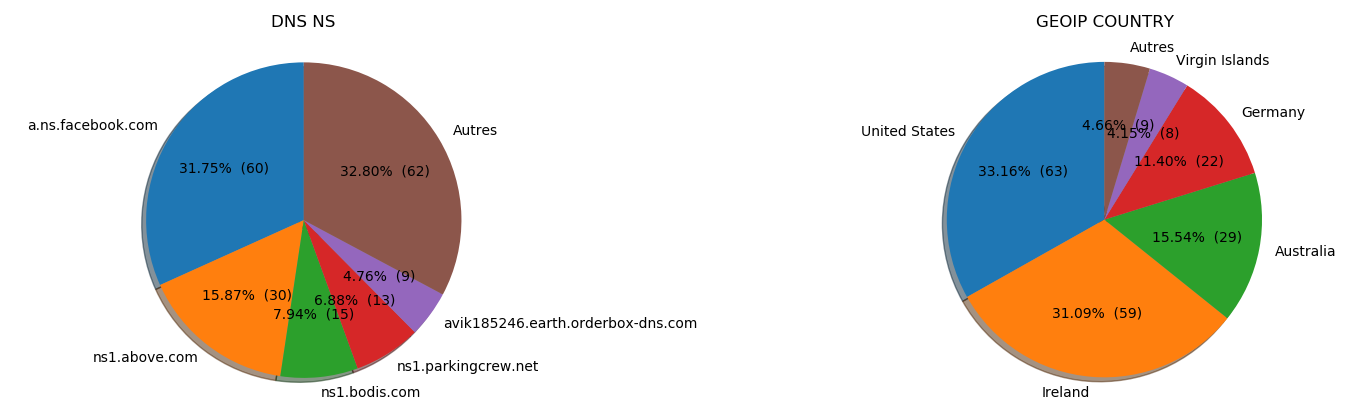 DNS NS
a.ns.facebook.com
31.75% (60)
Autres
32.80% (62)
15.87% (30)
ns1.above.com
7.94% (15)
ns1.bodis.com
6.88% (13)
ns1.parkingcrew.net
4.76% (9)
avik185246.earth.orderbox-dns.com
GEOIP COUNTRY
United States
33.16% (63)
Autres
4.66% (9)
Virgin Islands
4.15% (8)
Germany
11.40% (22)
Australia
15.54% (29)
Ireland
31.09% (59)